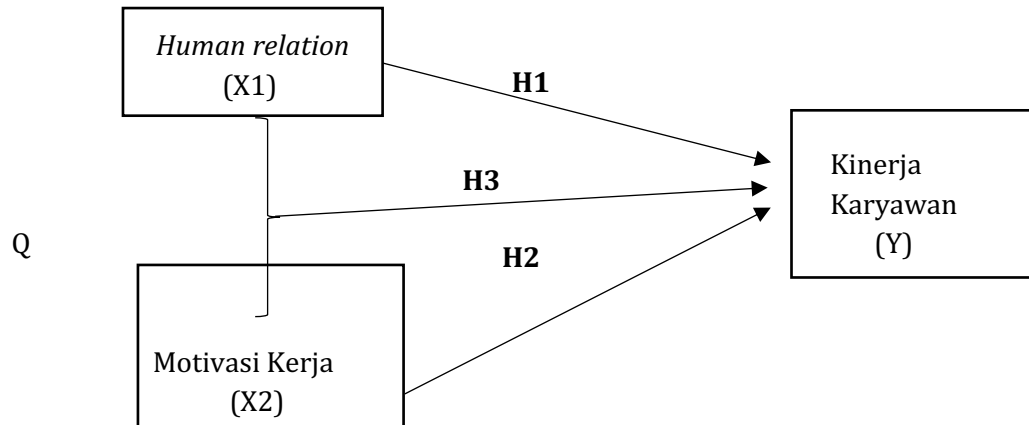 Human relation
(X1)
H1
Kinerja
Karyawan
(Y)
H3
Q
H2
Motivasi Kerja
(X2)